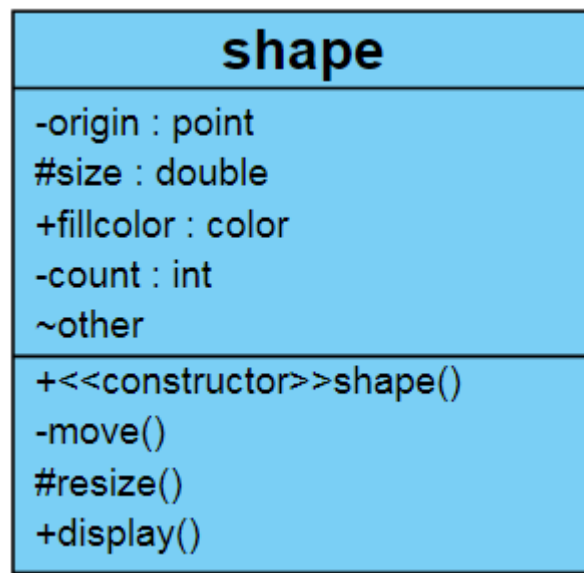 shape
-origin : point
#size : double
+fillcolor : color
-count : int
~other
+<<constructor>>shape()
-move()
#resize()
+display()